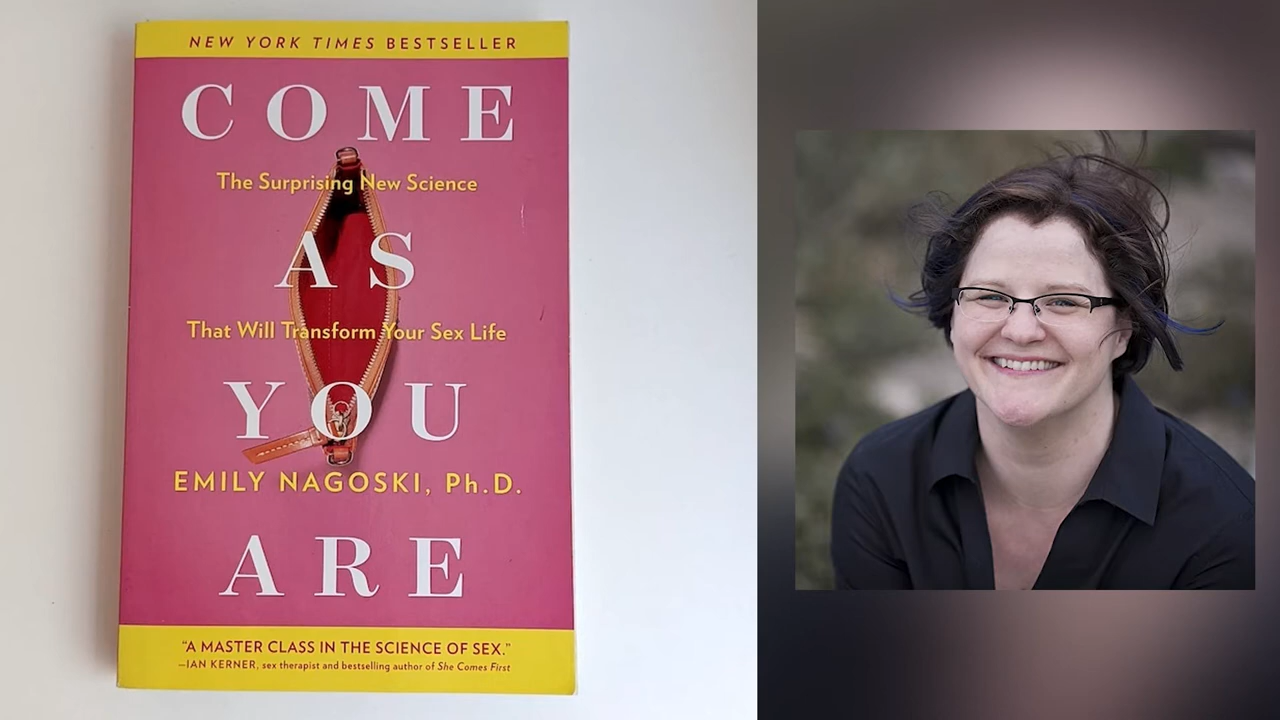 NEW YORK TIMES BESTSELLER
COME
The Surprising New Science
AS
That Will Transform Your Sex Life
YOU
EMILY NAGOSKI, Ph.D.
ARE
“A MASTER CLASS IN THE SCIENCE OF SEX.”
—IAN KERNER, sex therapist and bestselling author of She Comes First